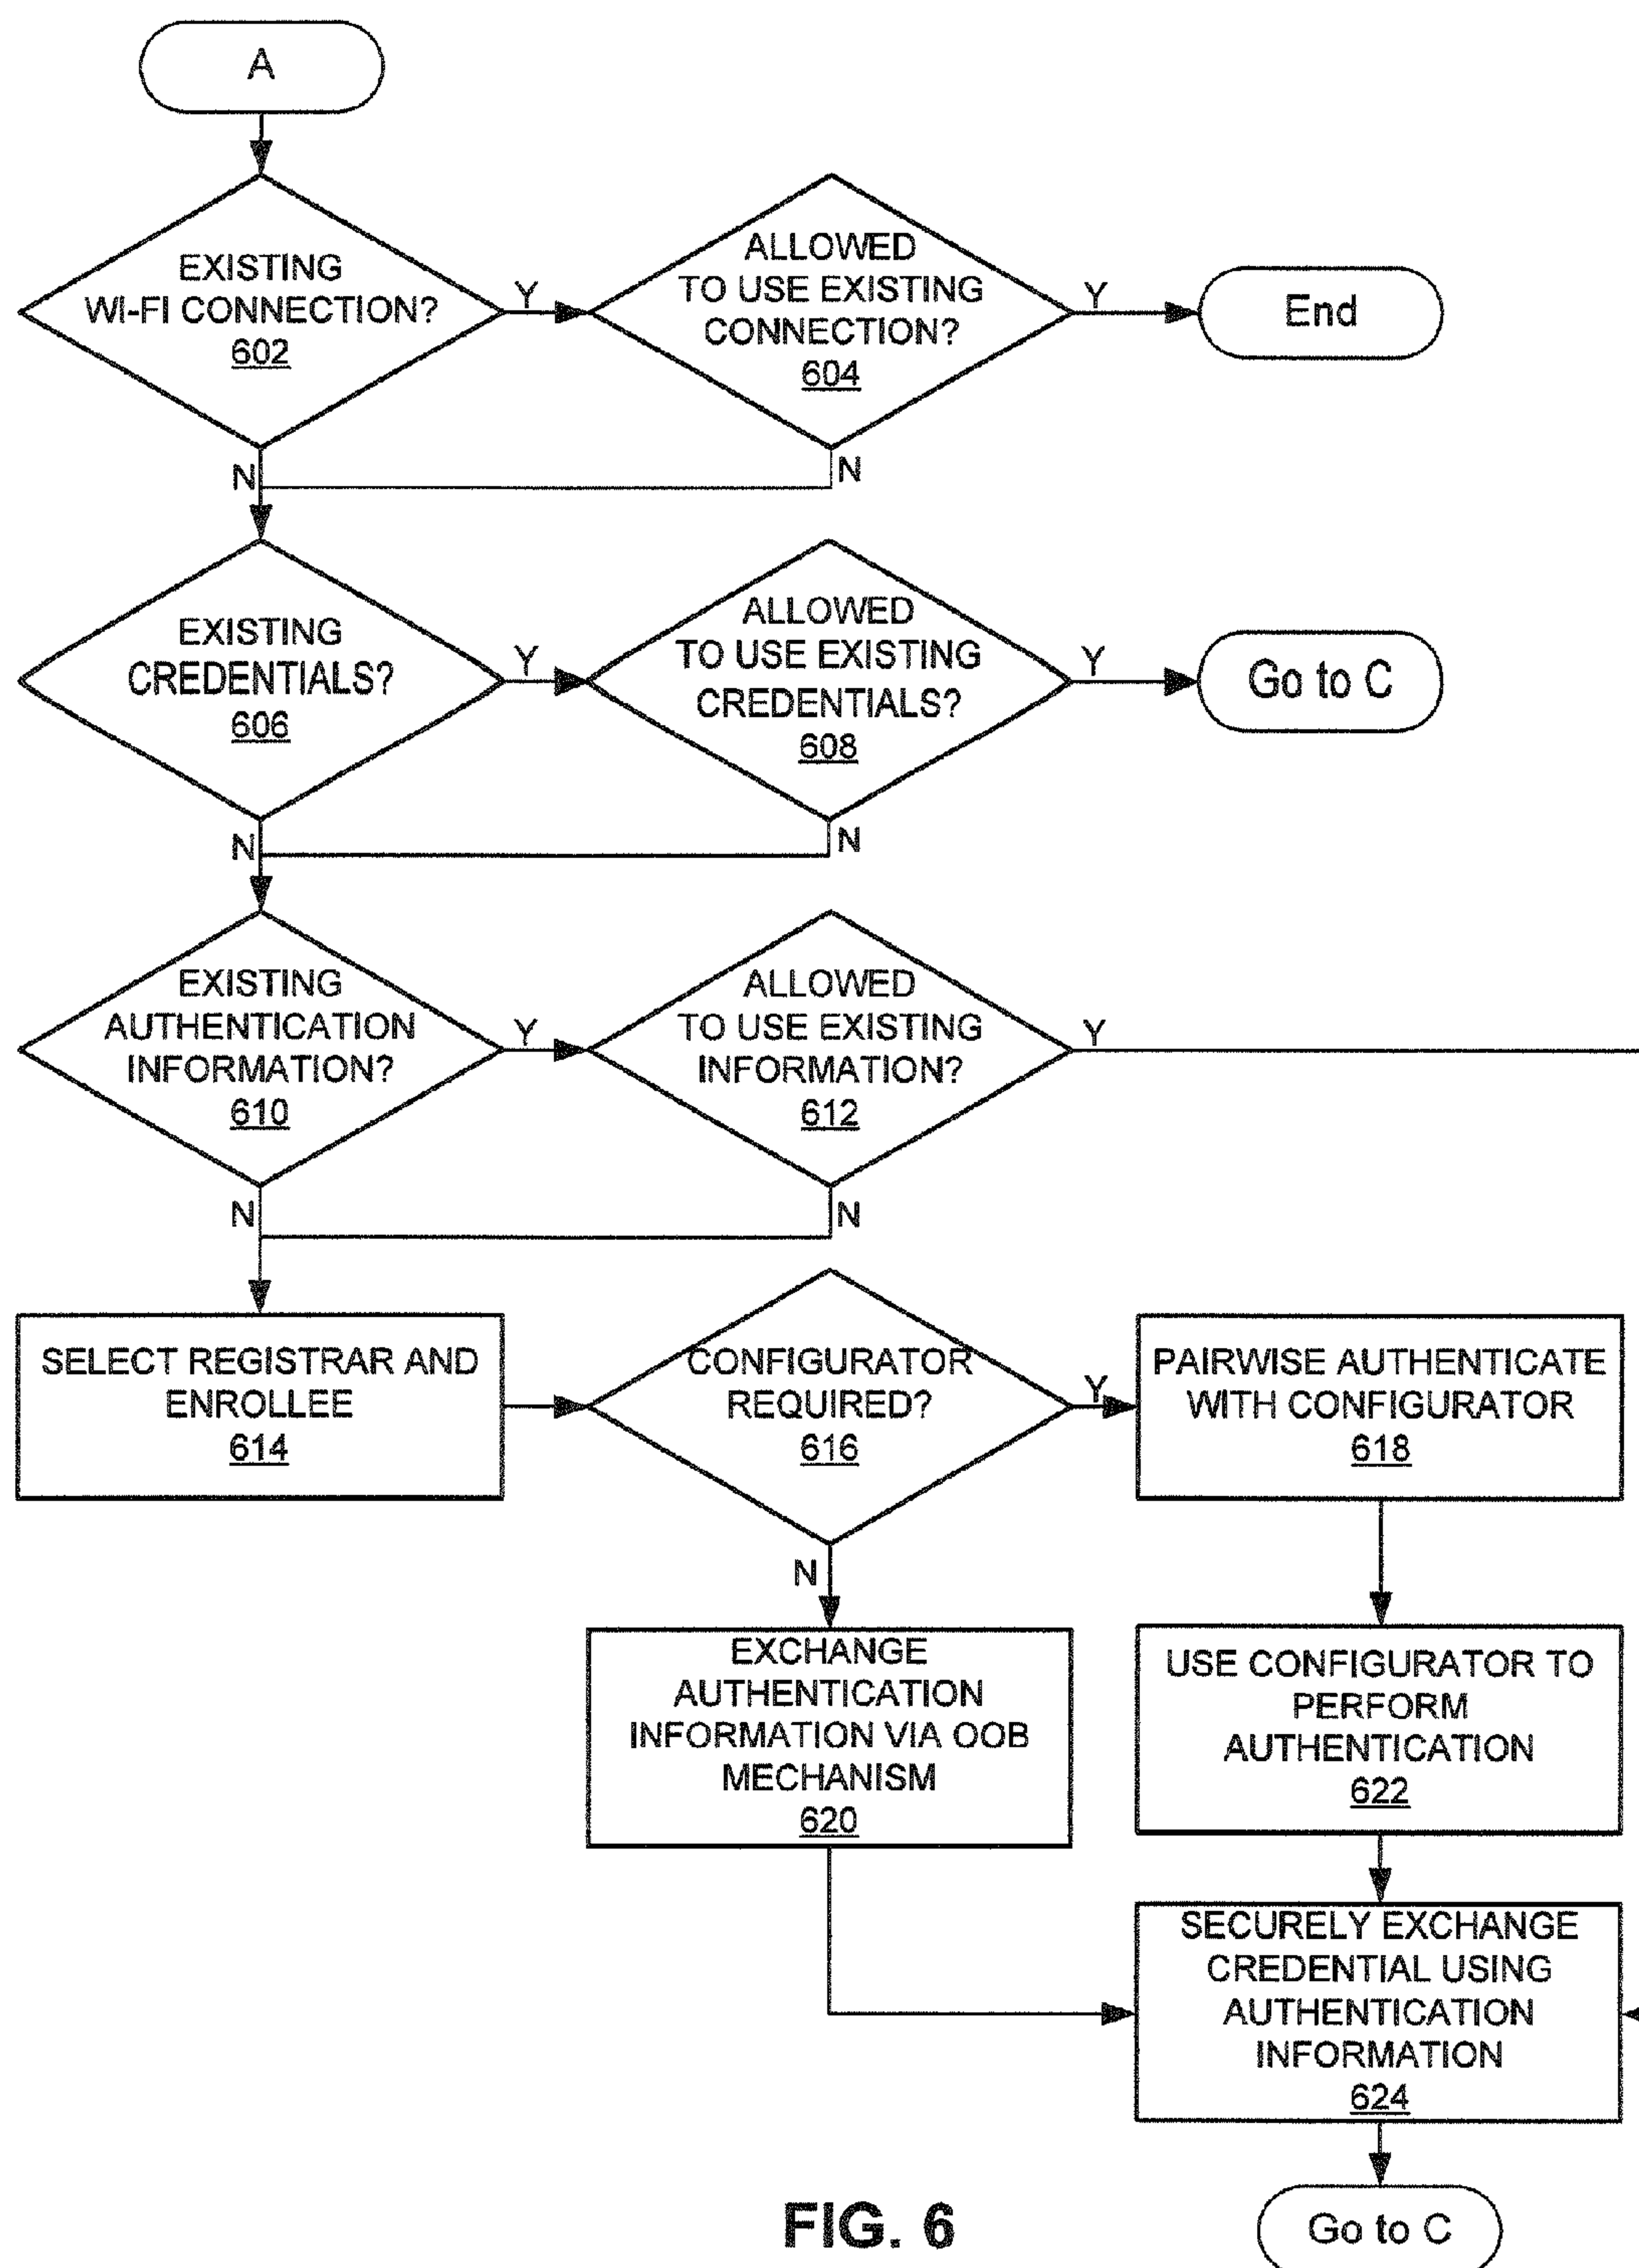 A
EXISTING
WI-FI CONNECTION?
602
Y
ALLOWED
TO USE EXISTING
CONNECTION?
604
Y
End
N
N
EXISTING
CREDENTIALS?
606
Y
ALLOWED
TO USE EXISTING
CREDENTIALS?
608
Y
Go to C
N
N
EXISTING
AUTHENTICATION
INFORMATION?
610
Y
ALLOWED
TO USE EXISTING
INFORMATION?
612
Y
N
N
SELECT REGISTRAR AND
ENROLLEE
614
CONFIGURATOR
REQUIRED?
616
Y
PAIRWISE AUTHENTICATE
WITH CONFIGURATOR
618
N
EXCHANGE
AUTHENTICATION
INFORMATION VIA OOB
MECHANISM
620
USE CONFIGURATOR TO
PERFORM
AUTHENTICATION
622
SECURELY EXCHANGE
CREDENTIAL USING
AUTHENTICATION
INFORMATION
624
Go to C
FIG. 6